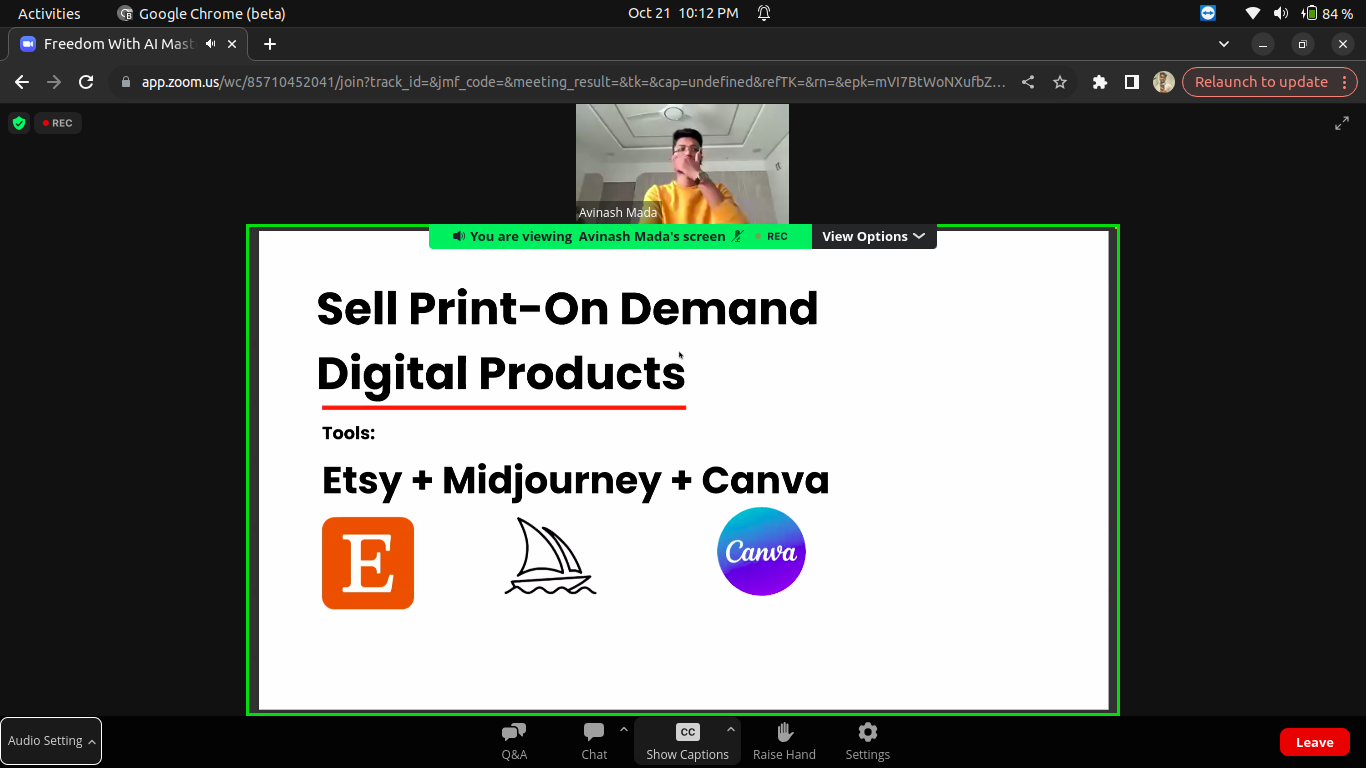 Activities
Google Chrome (beta)
Oct 21 10:12 PM
84 %
Freedom With AI Mast
Relaunch to update
app.zoom.us/wc/85710452041/join?track_id=&jmf_code=&meeting_result=&tk=&cap=undefined&refTK=&rn=&epk=mVI7BtWoNXufbZ...
REC
Avinash Mada
You are viewing Avinash Mada's screen
REC
View Options
Sell Print-On Demand
Digital Products
Tools:
Etsy + Midjourney + Canva
E
Canva
Audio Setting
Q&A
Chat
CC
Show Captions
Raise Hand
Settings
Leave